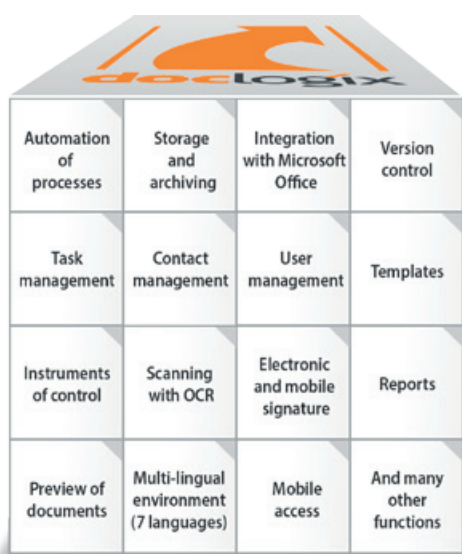 doclogix
Automation
of
processes
Storage
and
archiving
Integration
with Microsoft
Office
Version
control
Task
management
Contact
management
User
management
Templates
Instruments
of control
Scanning
with OCR
Electronic
and mobile
signature
Reports
Preview of
documents
Multi-lingual
environment
(7 languages)
Mobile
access
And many
other
functions